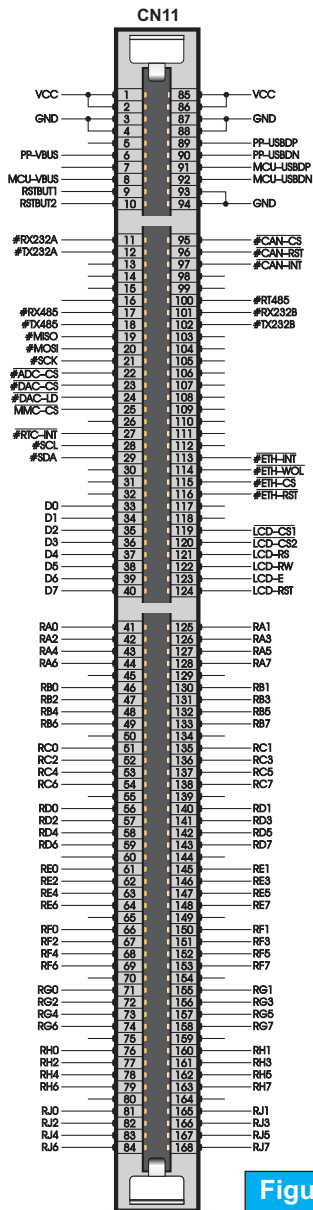 CN11
VCC 1 85 VCC
2 86
GND 3 87 GND
4 88
5 89 PP-USBDP
PP-VBUS 6 90 PP-USBDN
7 91 MCU-USBDP
MCU-VBUS 8 92 MCU-USBDN
RSTBUT1 9 93
RSTBUT2 10 94 GND
#RX232A 11 95 #CAN-CS
#TX232A 12 96 #CAN-RST
13 97 #CAN-INT
14 98
15 99
16 100 #RT485
#RX485 17 101 #RX232B
#TX485 18 102 #TX232B
#MISO 19 103
#MOSI 20 104
#SCK 21 105
#ADC-CS 22 106
#DAC-CS 23 107
#DAC-LD 24 108
MMC-CS 25 109
26 110
#RTC-INT 27 111
#SCL 28 112
#SDA 29 113 #ETH-INT
30 114 #ETH-WOL
31 115 #ETH-CS
32 116 #ETH-RST
D0 33 117
D1 34 118
D2 35 119 LCD-CS1
D3 36 120 LCD-CS2
D4 37 121 LCD-RS
D5 38 122 LCD-RW
D6 39 123 LCD-E
D7 40 124 LCD-RST
RA0 41 125 RA1
RA2 42 126 RA3
RA4 43 127 RA5
RA6 44 128 RA7
45 129
RB0 46 130 RB1
RB2 47 131 RB3
RB4 48 132 RB5
RB6 49 133 RB7
50 134
RC0 51 135 RC1
RC2 52 136 RC3
RC4 53 137 RC5
RC6 54 138 RC7
55 139
RD0 56 140 RD1
RD2 57 141 RD3
RD4 58 142 RD5
RD6 59 143 RD7
60 144
RE0 61 145 RE1
RE2 62 146 RE3
RE4 63 147 RE5
RE6 64 148 RE7
65 149
RF0 66 150 RF1
RF2 67 151 RF3
RF4 68 152 RF5
RF6 69 153 RF7
70 154
RG0 71 155 RG1
RG2 72 156 RG3
RG4 73 157 RG5
RG6 74 158 RG7
75 159
RH0 76 160 RH1
RH2 77 161 RH3
RH4 78 162 RH5
RH6 79 163 RH7
80 164
RJ0 81 165 RJ1
RJ2 82 166 RJ3
RJ4 83 167 RJ5
RJ6 84 168 RJ7
Figu